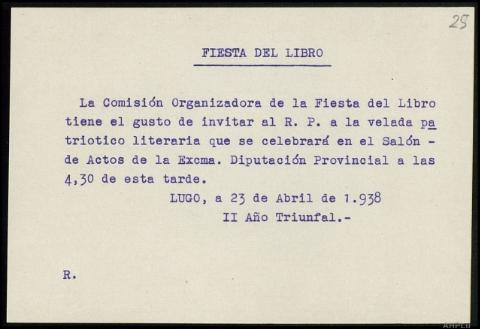 25
FIESTA DEL LIBRO
La Comisión Organizadora de la Fiesta del Libro
tiene el gusto de invitar al R. P. a la velada pa
triotico literaria que se celebrará en el Salón -
de Actos de la Excma. Diputación Provincial a las
4,30 de esta tarde.
LUGO, a 23 de Abril de 1.938
II Año Triunfal.-
R.
AHPLU